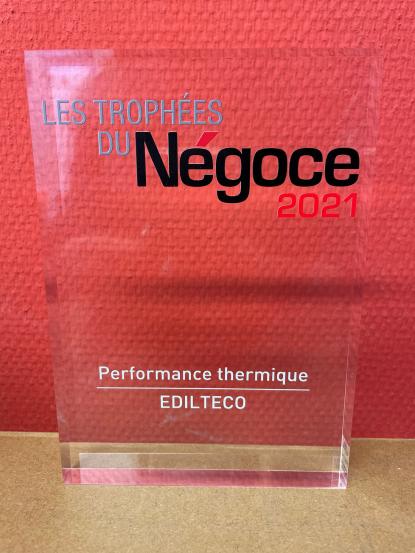 LES TROPHÉES
DU Négoce
2021
Performance thermique
EDILTECO